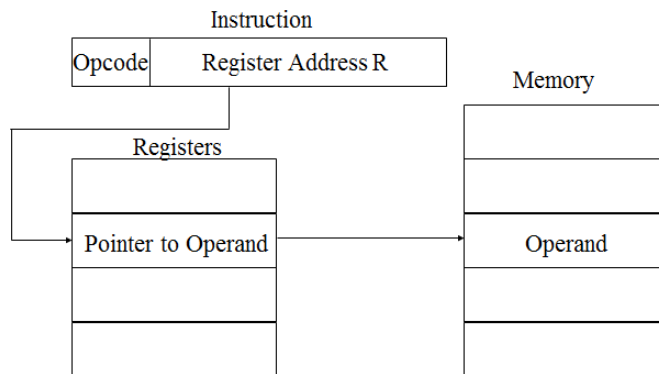 Instruction
Opcode Register Address R
Memory
Registers
Pointer to Operand
Operand